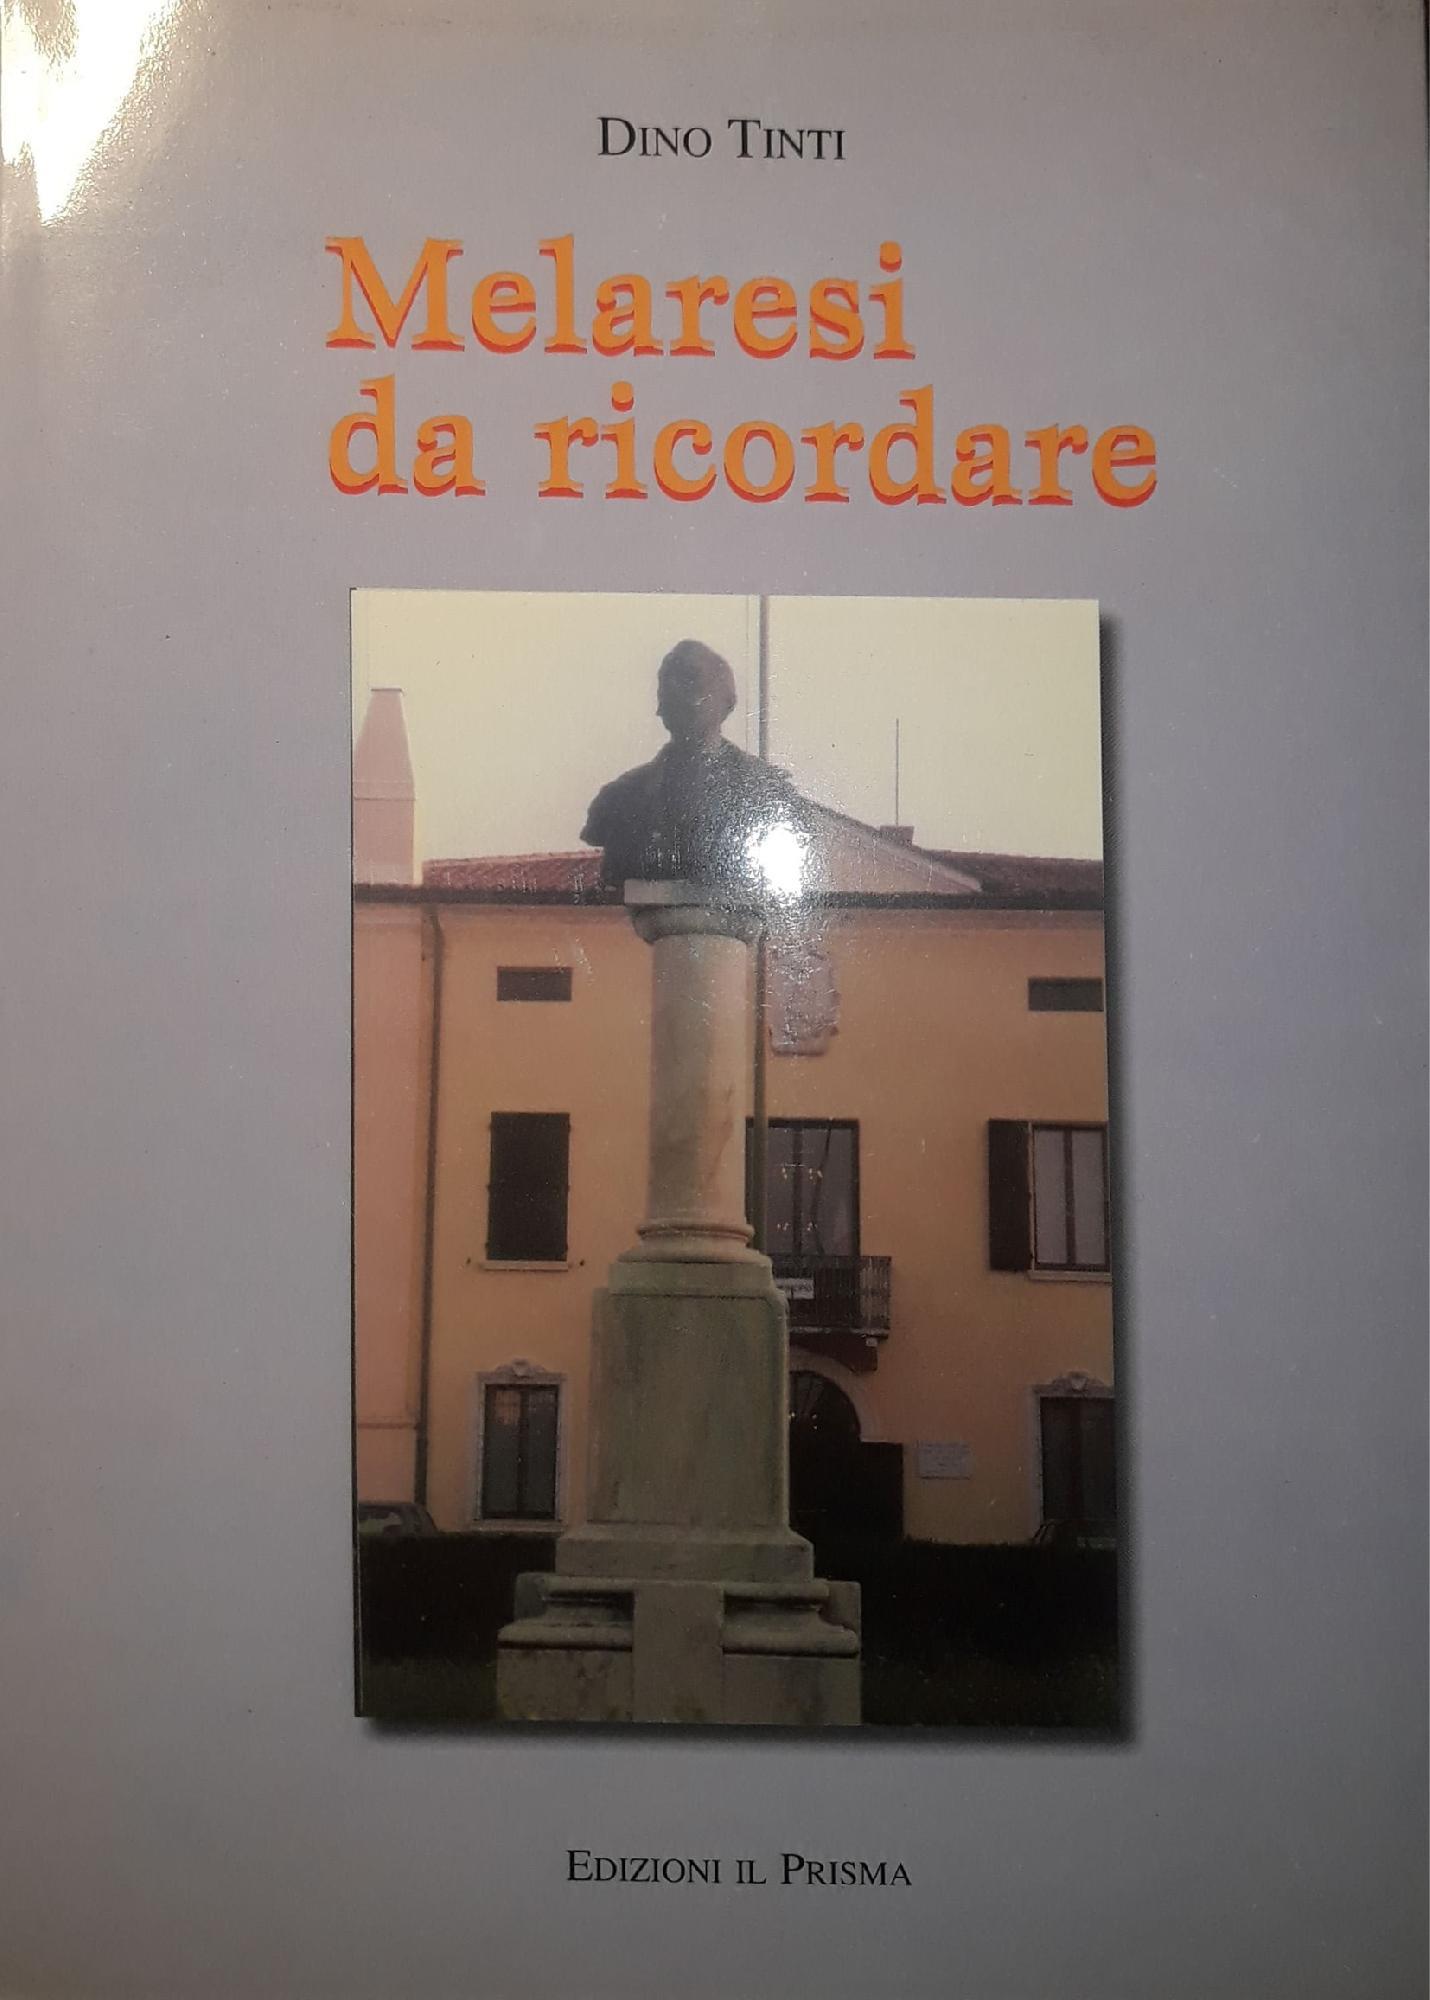 DINO TINTI
Melaresi
da ricordare
EDIZIONI IL PRISMA